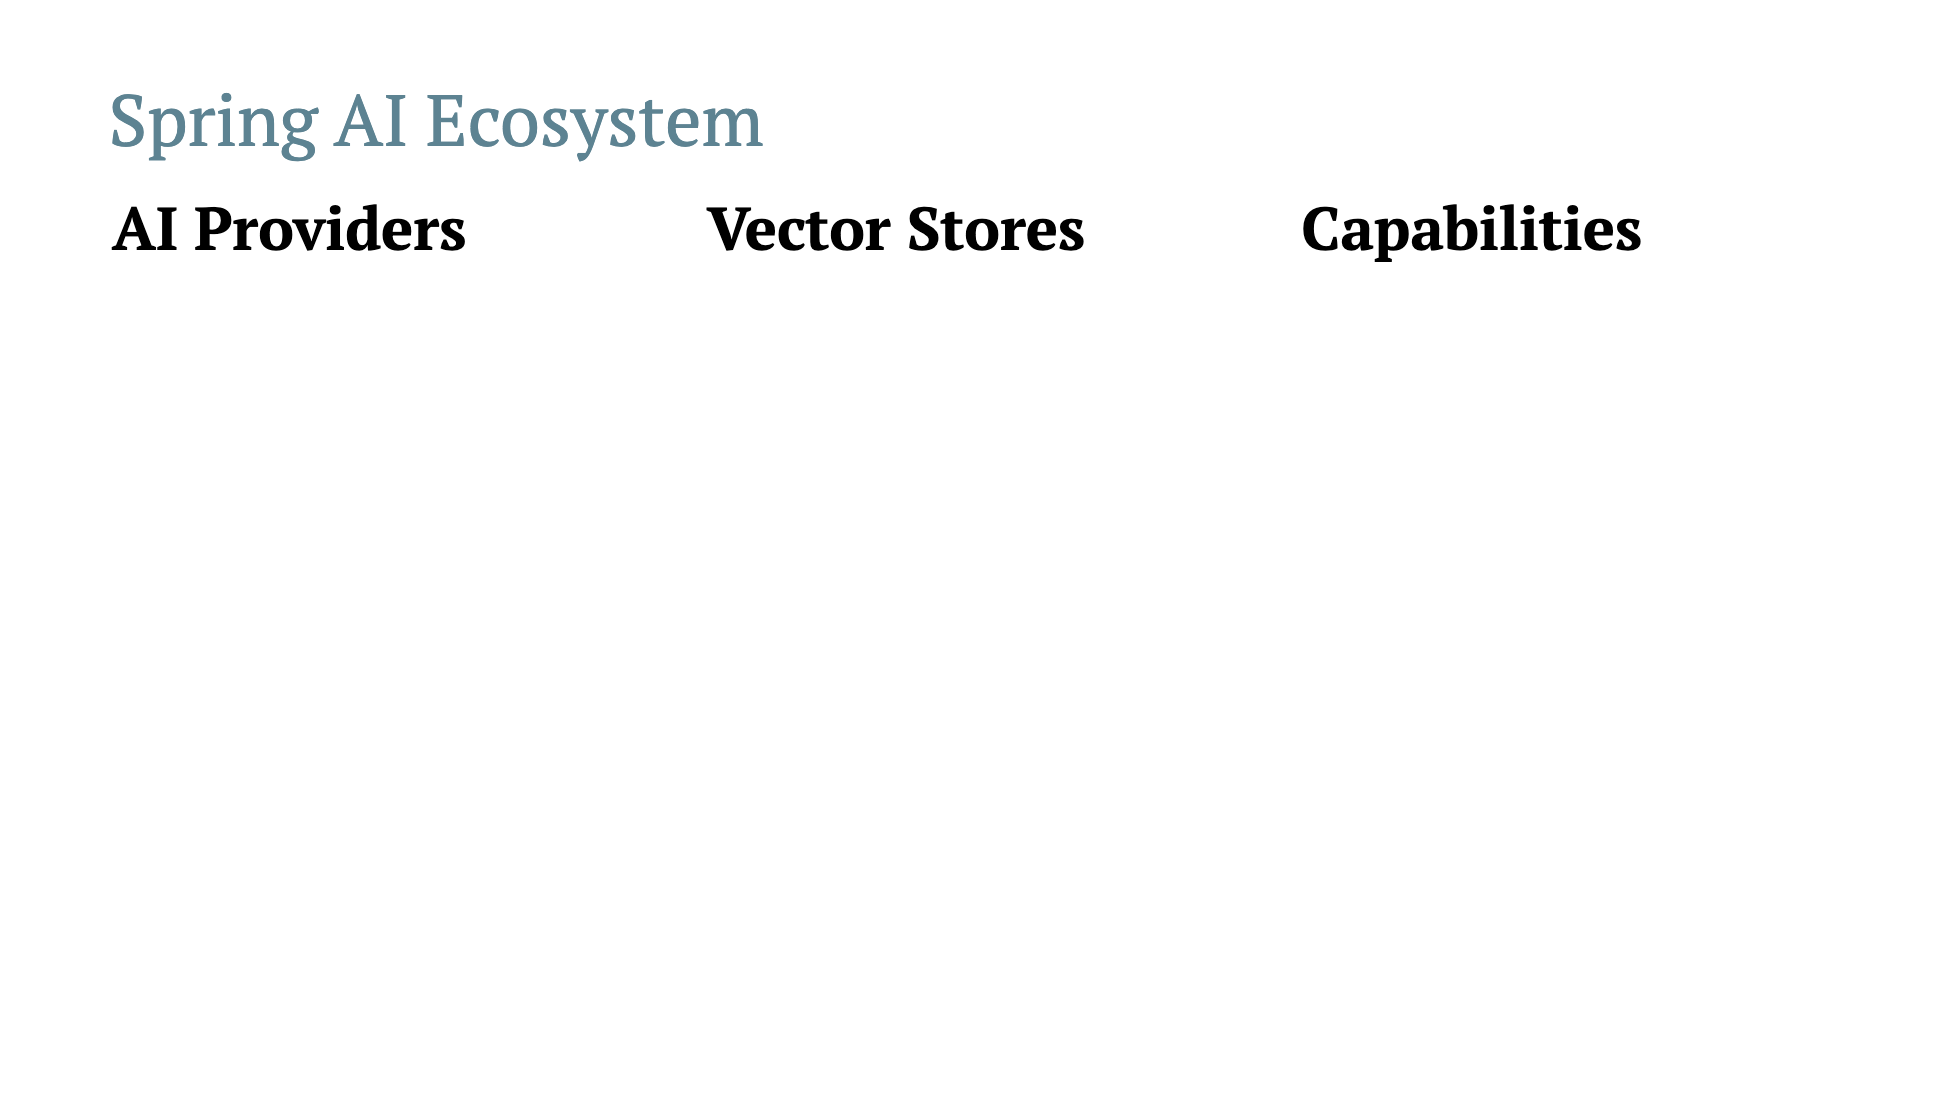 Spring AI Ecosystem
AI Providers
Vector Stores
Capabilities